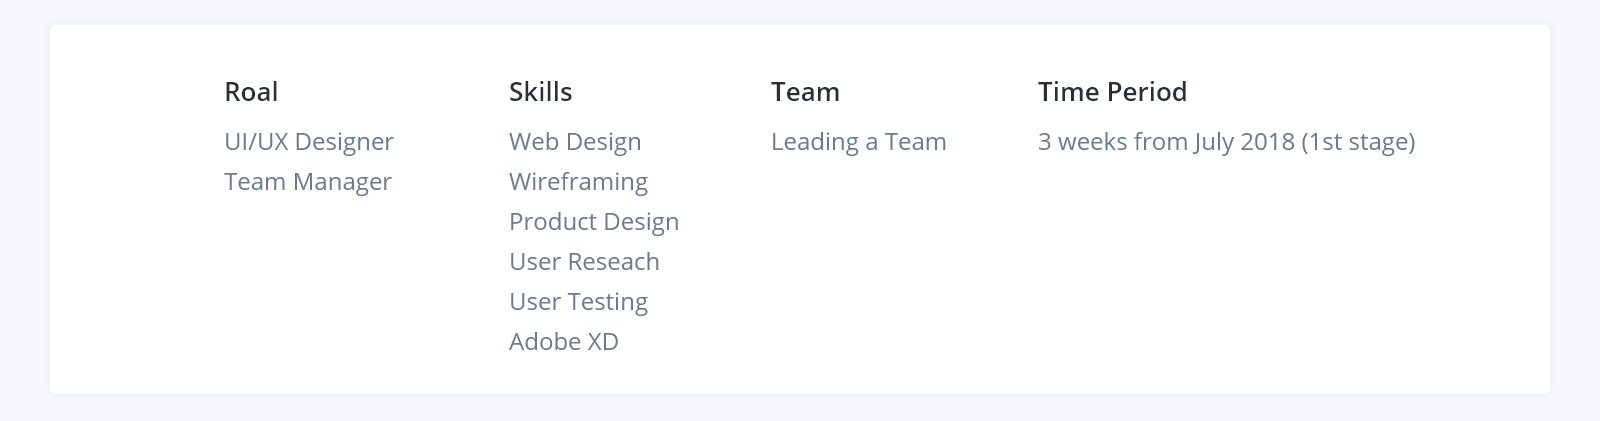 Roal
UI/UX Designer
Team Manager
Skills
Web Design
Wireframing
Product Design
User Reseach
User Testing
Adobe XD
Team
Leading a Team
Time Period
3 weeks from July 2018 (1st stage)